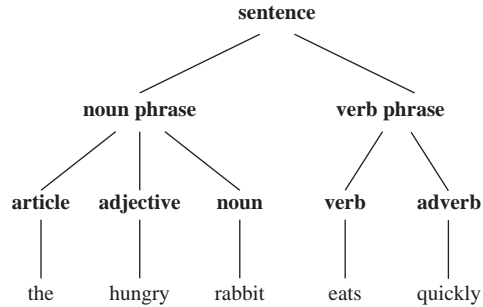 sentence
noun phrase verb phrase
article adjective noun verb adverb
the hungry rabbit eats quickly